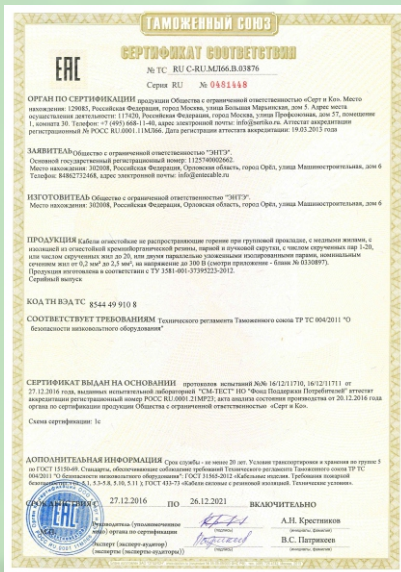 ТАМОЖЕННЫЙ СОЮЗ
СЕРТИФИКАТ СООТВЕТСТВИЯ
ЕАС
№ ТС RU С-RU.МЛ66.В.03876
Серия RU № 0481448
ОРГАН ПО СЕРТИФИКАЦИИ продукции Общества с ограниченной ответственностью «Серт и Ко». Место
нахождения: 129085, Российская Федерация, город Москва, улица Большая Марьинская, дом 5. Адрес места
117420, Российская Федерация, город Москва, улица Профсоюзная, дом 57, помещение
1, комната 30. Телефон: +7 (495) 668-11-40, адрес электронной почты: info@sertiko.ru. Аттестат аккредитации
регистрационный № РОСС RU.0001.11МЛ66. Дата регистрации аттестата аккредитации: 19.03.2015 года
ЗАЯВИТЕЛЬ Общество с ограниченной ответственностью "ЭНТЭ".
Основной государственный регистрационный номер: 1125740002662.
Место нахождения: 302008, Российская Федерация, Орловская область, город Орёл, улица Машиностроительная, дом 6
Телефон: 84862732468, адрес электронной почты: info@entecable.ru
ИЗГОТОВИТЕЛЬ Общество с ограниченной ответственностью "ЭНТЭ".
Место нахождения: 302008, Российская Федерация, Орловская область, город Орёл, улица Машиностроительная, дом 6
ПРОДУКЦИЯ Кабели огнестойкие не распространяющие горение при групповой прокладке, с медными жилами, с
изоляцией из огнестойкой кремнийорганической резины, парной и пучковой скрутки, с числом скрученных пар 1-20,
или числом скрученных жил до 20, или двумя параллельно уложенными изолированными парами, номинальным
сечением жил от 0,2 мм² до 2,5 мм², на напряжение до 300 В (смотри приложение - бланк № 0330897).
Продукция изготовлена в соответствии с ТУ 3581-001-37395223-2012.
Серийный выпуск
КОД ТН ВЭД ТС 8544 49 910 8
СООТВЕТСТВУЕТ ТРЕБОВАНИЯМ Технического регламента Таможенного союза ТР ТС 004/2011 "О
безопасности низковольтного оборудования"
СЕРТИФИКАТ ВЫДАН НА ОСНОВАНИИ протоколов испытаний №№ 16/12/11710, 16/12/11711 от
27.12.2016 года, выданных испытательной лабораторией "СМ-ТЕСТ" НО "Фонд Поддержки Потребителей" аттестат
аккредитации регистрационный номер РОСС RU.0001.21МР23; акта анализа состояния производства от 20.12.2016 года
органа по сертификации продукции Общества с ограниченной ответственностью «Серт и Ко».
Схема сертификации: 1с
ДОПОЛНИТЕЛЬНАЯ ИНФОРМАЦИЯ Срок службы - не менее 20 лет. Условия транспортировки и хранения по группе 5
по ГОСТ 15150-69. Стандарты, обеспечивающие соблюдение требований Технического регламента Таможенного союза ТР ТС
004/2011 "О безопасности низковольтного оборудования": ГОСТ 31565-2012 «Кабельные изделия. Требования пожарной
безопасности», 5.1, 5.3-5.8, 5.10, 5.11 ); ГОСТ 433-73 «Кабели силовые с резиновой изоляцией. Технические условия».
СРОК ДЕЙСТВИЯ С 27.12.2016 ПО 26.12.2021 ВКЛЮЧИТЕЛЬНО
Руководитель (уполномоченное
лицо) органа по сертификации
А.Н. Крестников
Эксперт (эксперт-аудитор)
(эксперты (эксперты-аудиторы))
В.С. Патрикеев